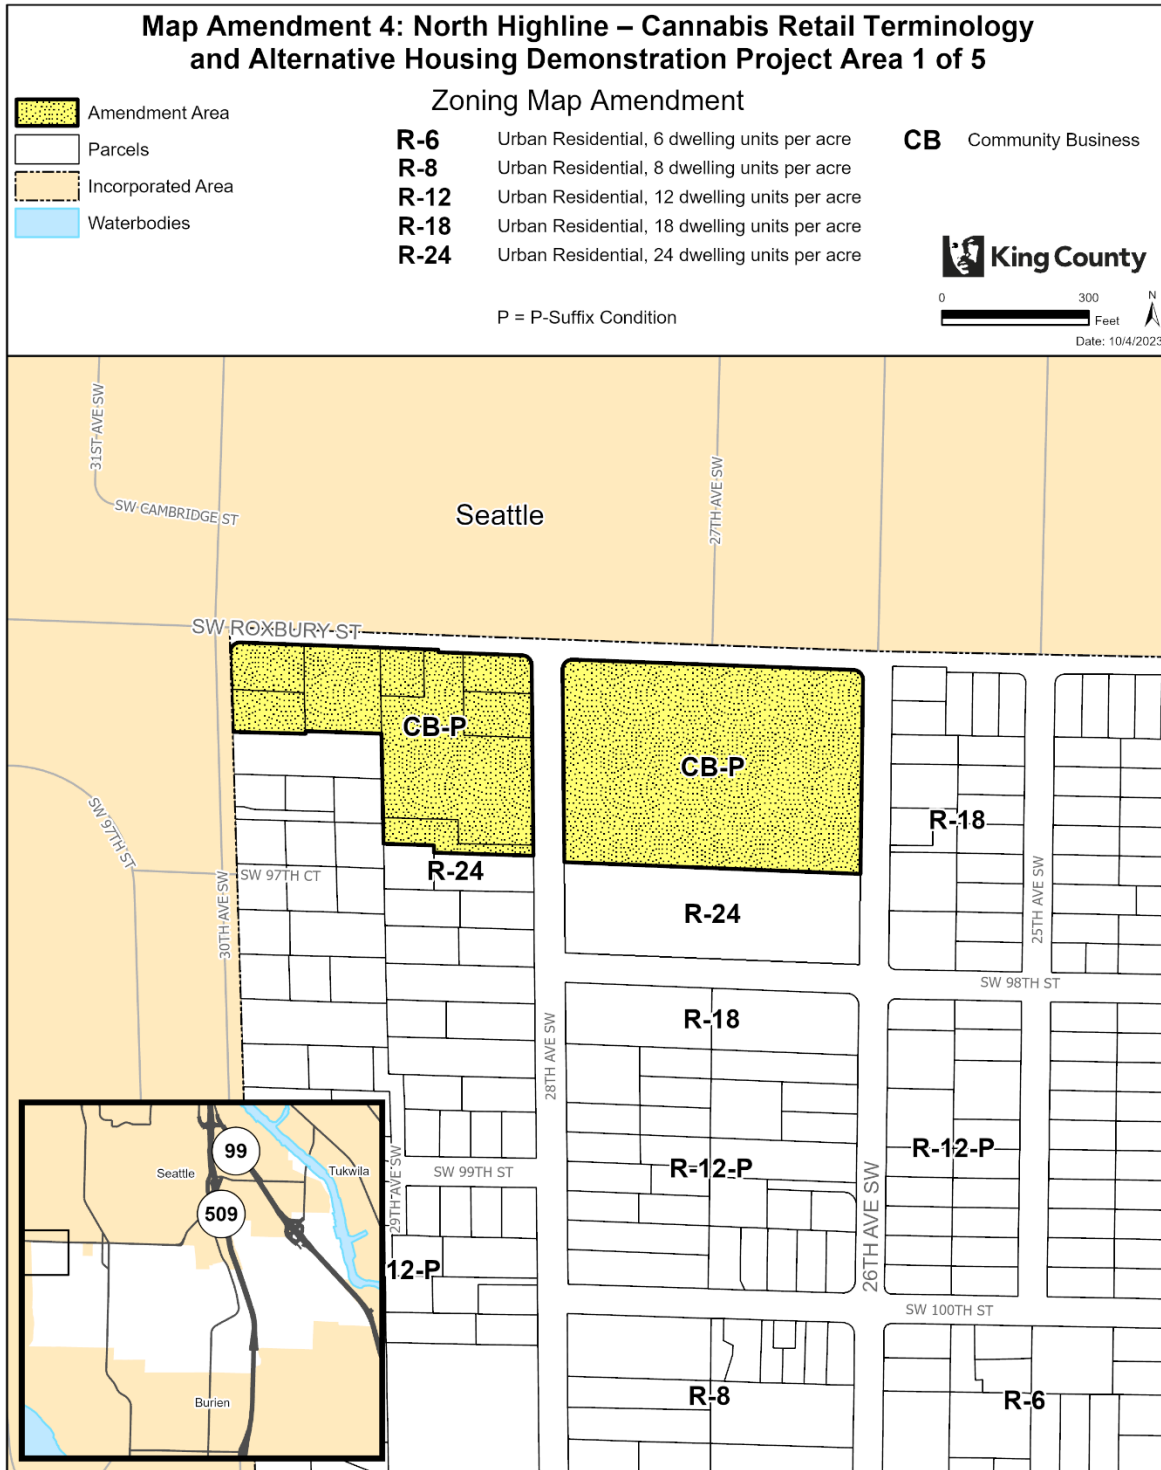 Map Amendment 4: North Highline – Cannabis Retail Terminology
and Alternative Housing Demonstration Project Area 1 of 5
Zoning Map Amendment
Amendment Area
Parcels
Incorporated Area
Waterbodies
R-6 Urban Residential, 6 dwelling units per acre
R-8 Urban Residential, 8 dwelling units per acre
R-12 Urban Residential, 12 dwelling units per acre
R-18 Urban Residential, 18 dwelling units per acre
R-24 Urban Residential, 24 dwelling units per acre
P = P-Suffix Condition
CB Community Business
King County
0 300
Feet
N
Date: 10/4/2023
31ST AVE SW
SW CAMBRIDGE ST
Seattle
27TH AVE SW
SW ROXBURY ST
CB-P
CB-P
R-18
SW 97TH ST
SW 97TH CT
R-24
R-24
30TH AVE SW
25TH AVE SW
SW 98TH ST
R-18
28TH AVE SW
R-12-P
R-12-P
SW 99TH ST
29TH AVE SW
26TH AVE SW
12-P
SW 100TH ST
R-8
R-6
99
Seattle
Tukwila
509
Burien